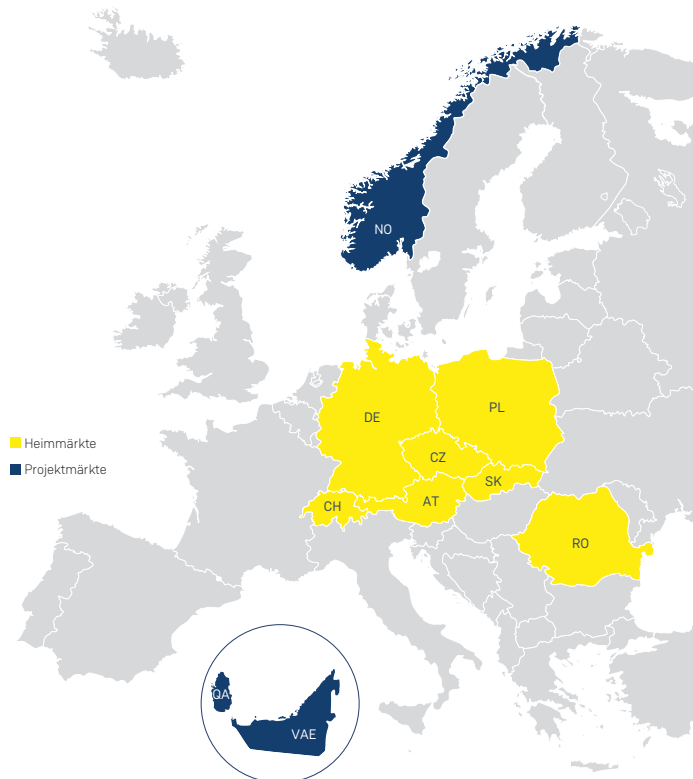 NO
DE
PL
Heimmärkte
CZ
Projektmärkte
SK
CH
AT
RO
QA
VAE